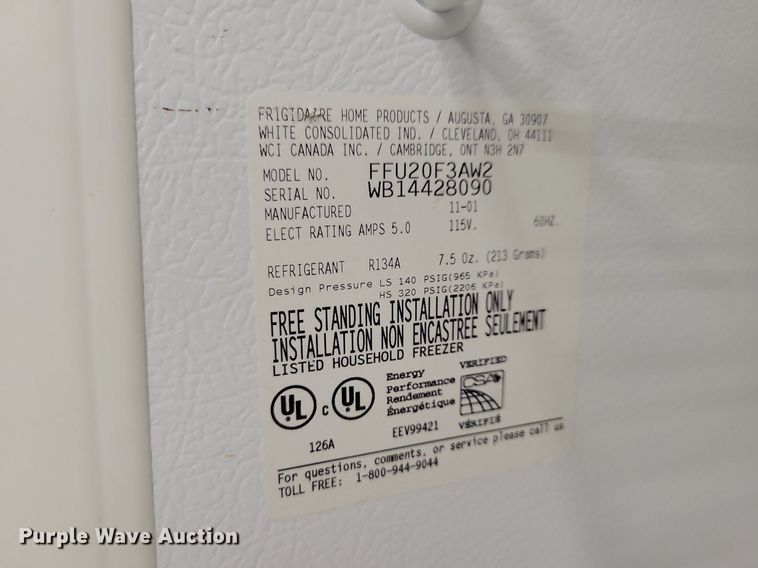 FRIGIDAIRE HOME PRODUCTS / AUGUSTA, GA 30907
WHITE CONSOLIDATED IND. / CLEVELAND, OH 44111
WCI CANADA INC. / CAMBRIDGE, ONT N3H 2N7
MODEL NO. FFU20F3AW2
SERIAL NO. WB14428090
MANUFACTURED 11-01
ELECT RATING AMPS 5.0 115V. 60HZ.
REFRIGERANT R134A 7.5 Oz. (213 Grams)
Design Pressure LS 140 PSIG(965 KPa)
HS 320 PSIG(2206 KPa)
FREE STANDING INSTALLATION ONLY
INSTALLATION NON ENCASTREE SEULEMENT
LISTED HOUSEHOLD FREEZER
UL C UL
126A
Energy
Performance
Rendement
Énergétique
EEV99421
VERIFIED
CSA
VÉRIFIÉ
For questions, comments, or service please call us
TOLL FREE: 1-800-944-9044
Purple Wave Auction